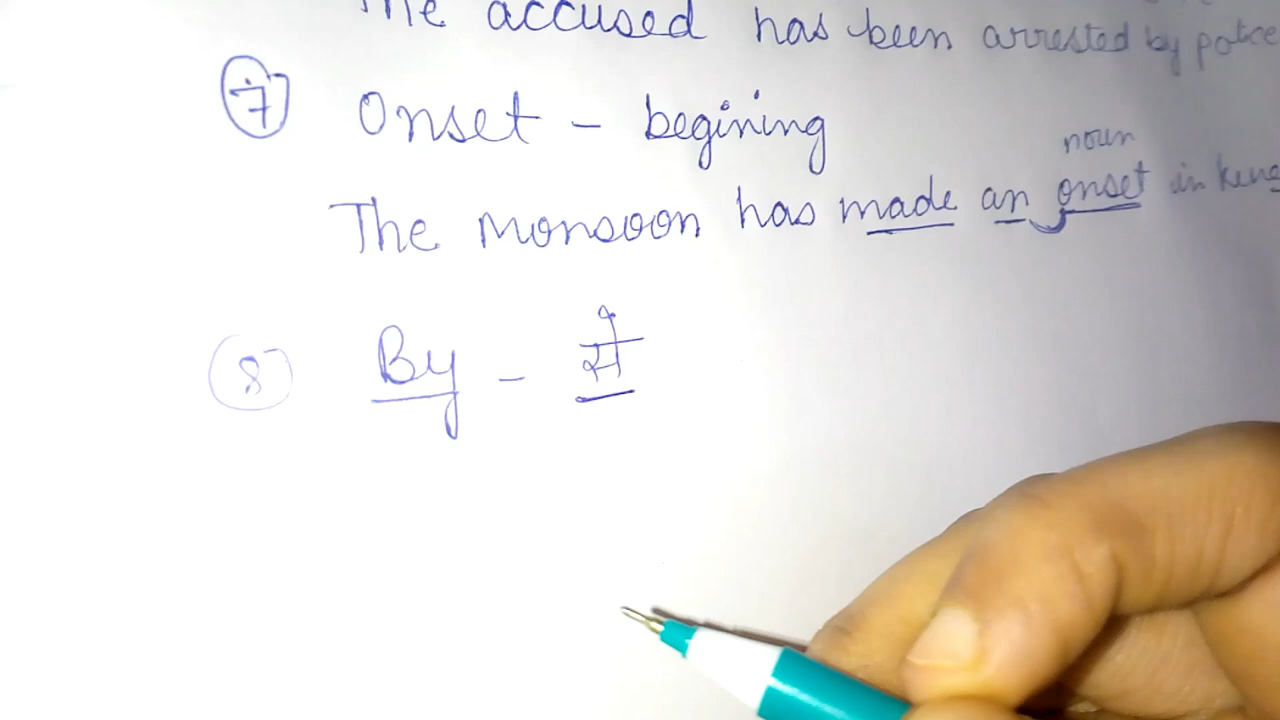 The accused has been arrested by police
7 Onset - begining
noun
The Monsoon has made an onset in
8 By - से